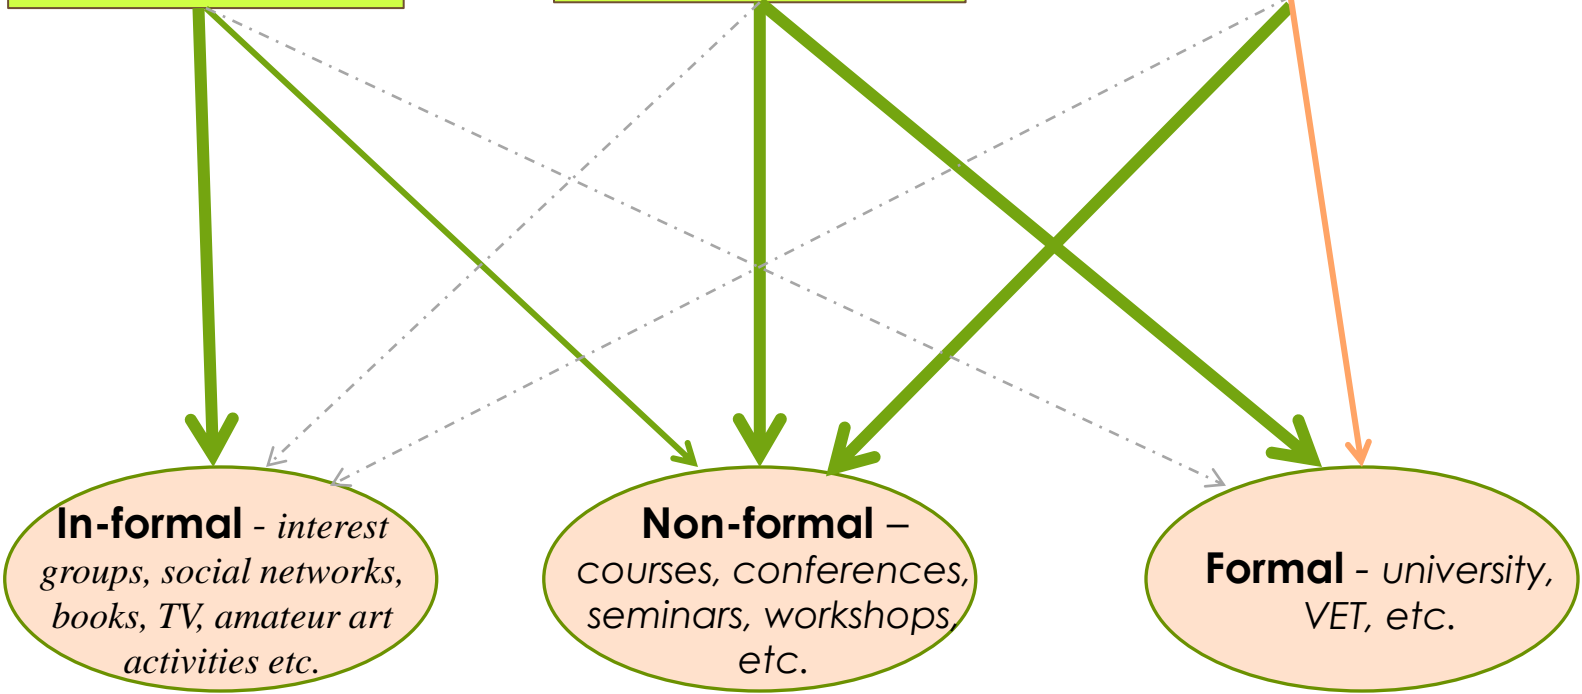 In-formal - interest
groups, social networks,
books, TV, amateur art
activities etc.
Non-formal –
courses, conferences,
seminars, workshops,
etc.
Formal - university,
VET, etc.